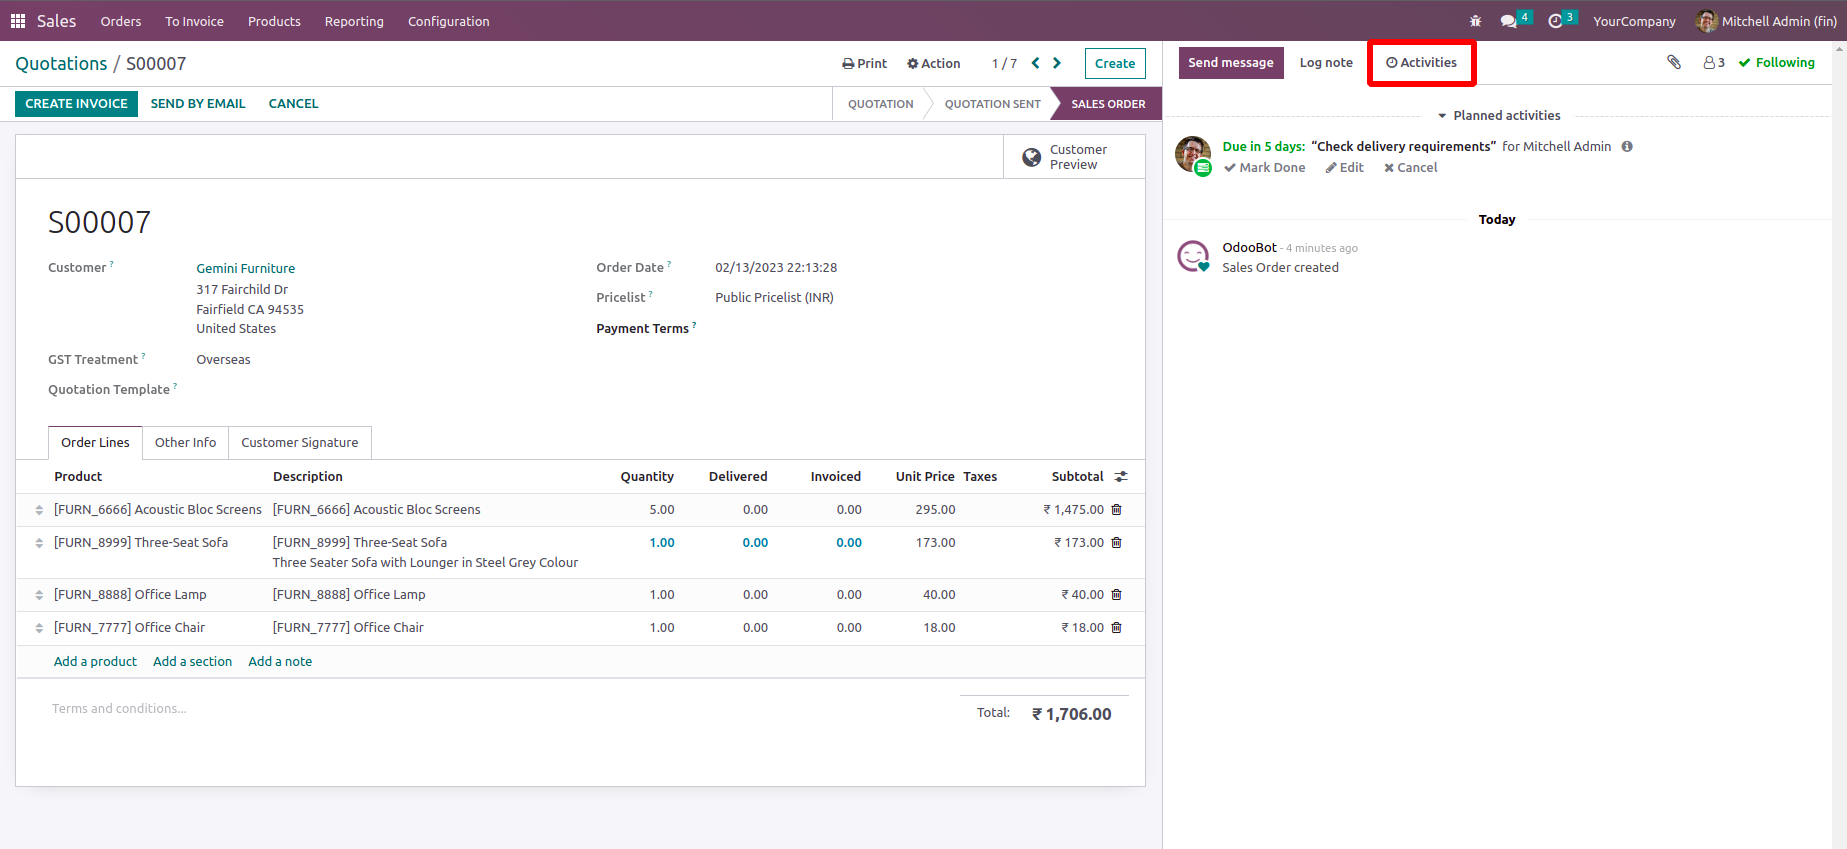 Sales Orders To Invoice Products Reporting Configuration 4 3 YourCompany Mitchell Admin (fin)
Quotations / S00007 Print Action 1 / 7 Create
CREATE INVOICE SEND BY EMAIL CANCEL QUOTATION QUOTATION SENT SALES ORDER
Customer
Preview
S00007
Customer ? Gemini Furniture
317 Fairchild Dr
Fairfield CA 94535
United States
Order Date ? 02/13/2023 22:13:28
Pricelist ? Public Pricelist (INR)
Payment Terms ?
GST Treatment ? Overseas
Quotation Template ?
Order Lines Other Info Customer Signature
Product Description Quantity Delivered Invoiced Unit Price Taxes Subtotal
[FURN_6666] Acoustic Bloc Screens [FURN_6666] Acoustic Bloc Screens 5.00 0.00 0.00 295.00 ₹ 1,475.00
[FURN_8999] Three-Seat Sofa [FURN_8999] Three-Seat Sofa 1.00 0.00 0.00 173.00 ₹ 173.00
Three Seater Sofa with Lounger in Steel Grey Colour
[FURN_8888] Office Lamp [FURN_8888] Office Lamp 1.00 0.00 0.00 40.00 ₹ 40.00
[FURN_7777] Office Chair [FURN_7777] Office Chair 1.00 0.00 0.00 18.00 ₹ 18.00
Add a product Add a section Add a note
Terms and conditions...
Total: ₹ 1,706.00
Send message Log note Activities 3 Following
Planned activities
Due in 5 days: “Check delivery requirements” for Mitchell Admin
Mark Done Edit Cancel
Today
OdooBot - 4 minutes ago
Sales Order created